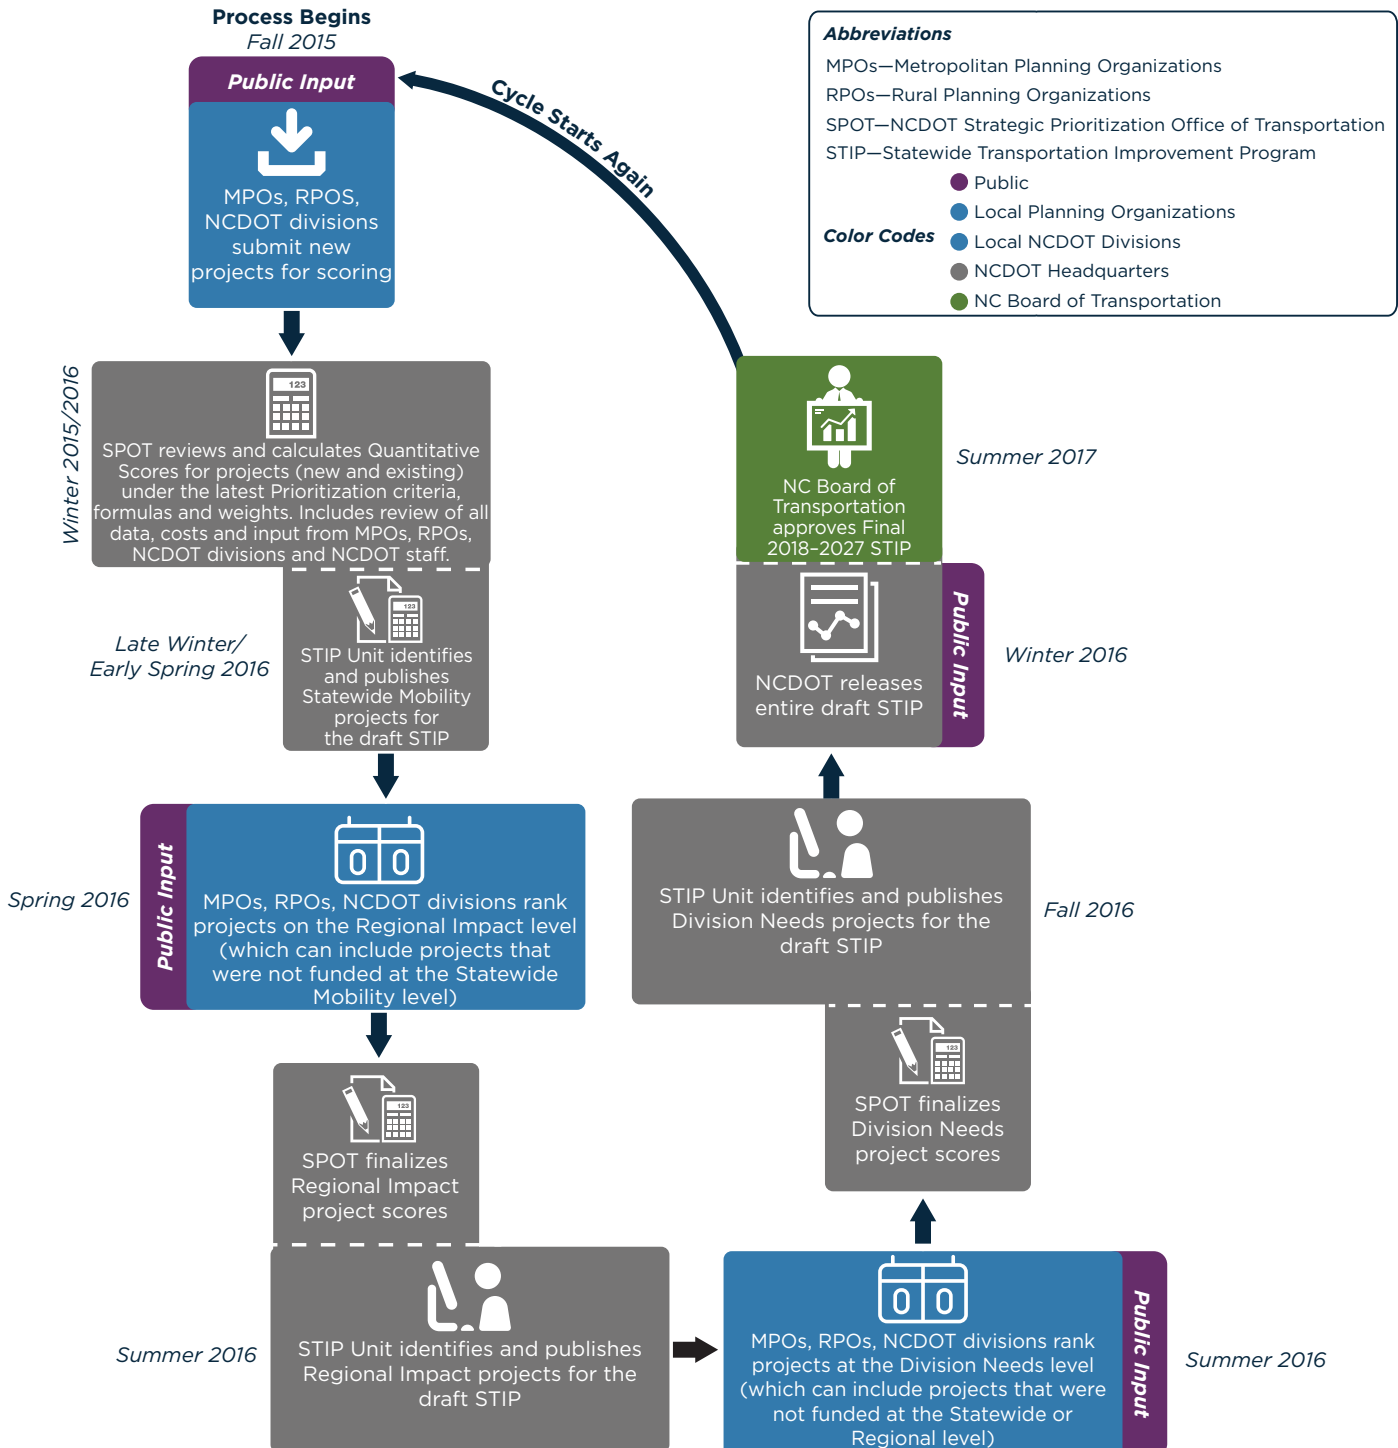 Process Begins
Fall 2015
Public Input
MPOs, RPOS,
NCDOT divisions
submit new
projects for scoring
Cycle Starts Again
Abbreviations
MPOs—Metropolitan Planning Organizations
RPOs—Rural Planning Organizations
SPOT—NCDOT Strategic Prioritization Office of Transportation
STIP—Statewide Transportation Improvement Program
Color Codes
Public
Local Planning Organizations
Local NCDOT Divisions
NCDOT Headquarters
NC Board of Transportation
Winter 2015/2016
123
SPOT reviews and calculates Quantitative
Scores for projects (new and existing)
under the latest Prioritization criteria,
formulas and weights. Includes review of all
data, costs and input from MPOs, RPOs,
NCDOT divisions and NCDOT staff.
Late Winter/
Early Spring 2016
123
STIP Unit identifies
and publishes
Statewide Mobility
projects for
the draft STIP
Spring 2016
Public Input
0 0
MPOs, RPOs, NCDOT divisions rank
projects on the Regional Impact level
(which can include projects that
were not funded at the Statewide
Mobility level)
123
SPOT finalizes
Regional Impact
project scores
Summer 2016
STIP Unit identifies and publishes
Regional Impact projects for the
draft STIP
0 0
MPOs, RPOs, NCDOT divisions rank
projects at the Division Needs level
(which can include projects that were
not funded at the Statewide or
Regional level)
Public Input
Summer 2016
123
SPOT finalizes
Division Needs
project scores
STIP Unit identifies and publishes
Division Needs projects for the
draft STIP
Fall 2016
NCDOT releases
entire draft STIP
Public Input
Winter 2016
NC Board of
Transportation
approves Final
2018–2027 STIP
Summer 2017